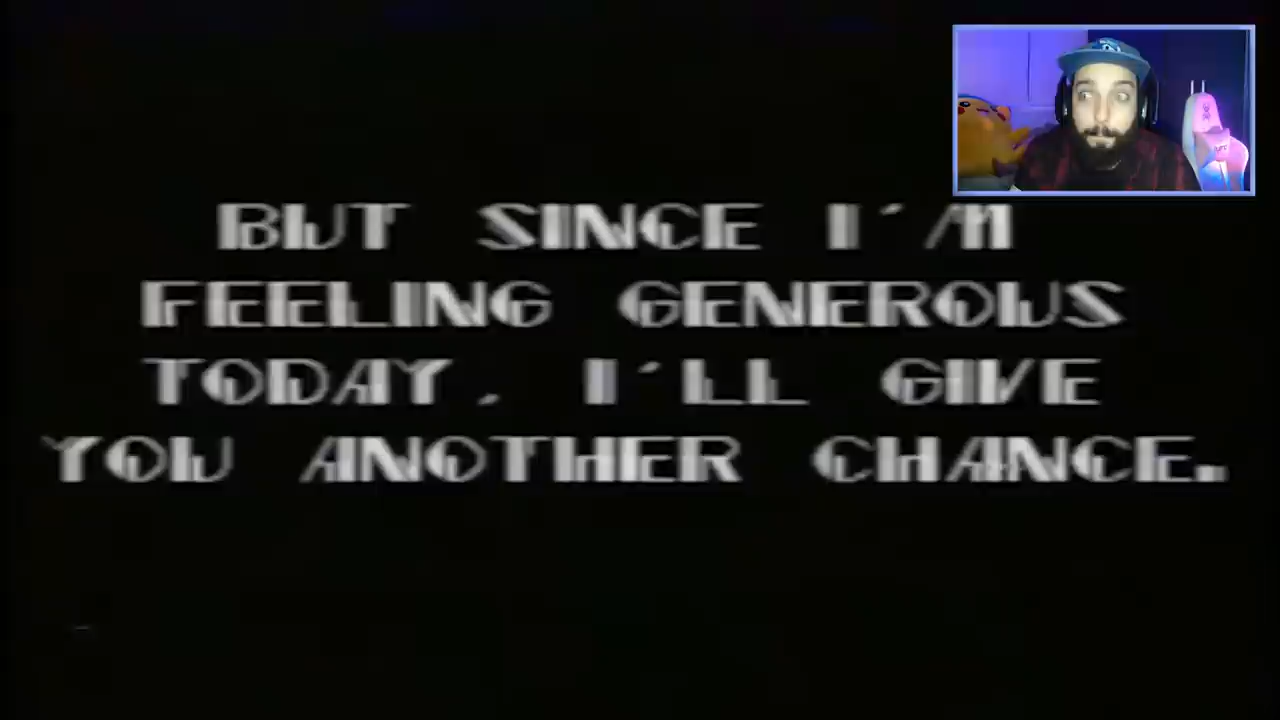 BUT SINCE I'M
FEELING GENEROUS
TODAY, I'LL GIVE
YOU ANOTHER CHANCE.